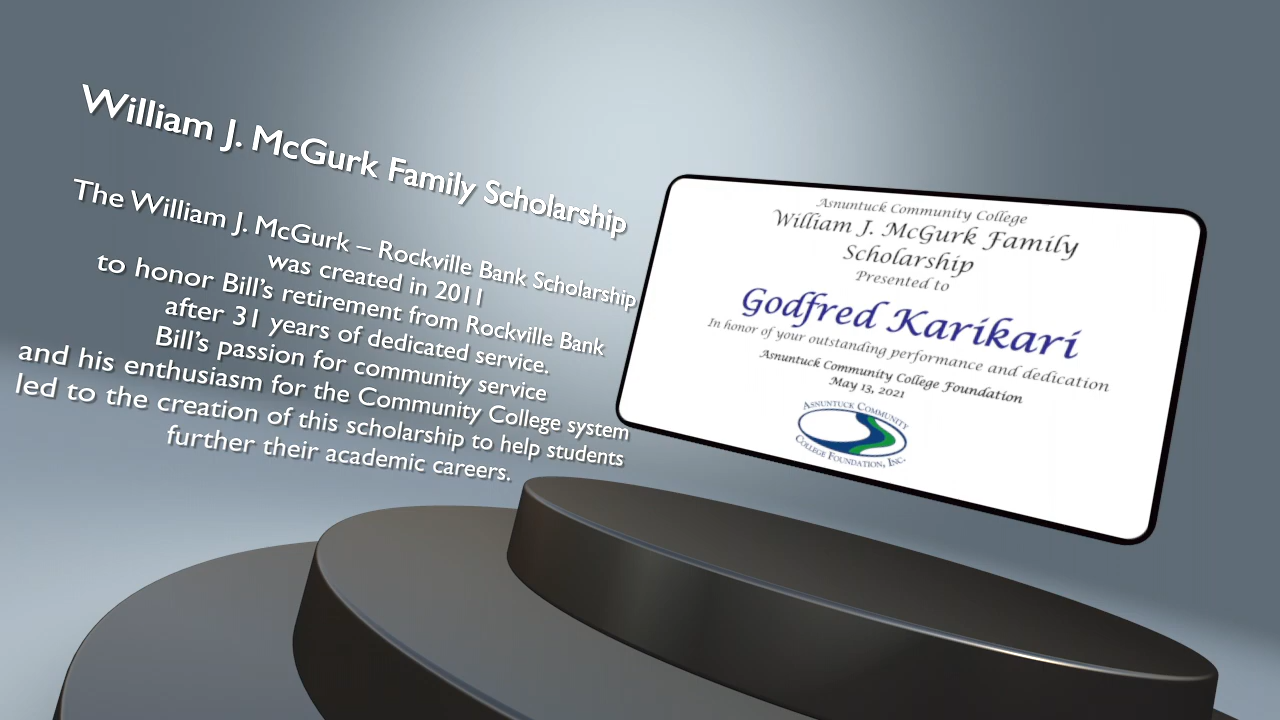 William J. McGurk Family Scholarship
The William J. McGurk – Rockville Bank Scholarship
was created in 2011
to honor Bill's retirement from Rockville Bank
after 31 years of dedicated service.
Bill's passion for community service
and his enthusiasm for the Community College system
led to the creation of this scholarship to help students
further their academic careers.
Asnuntuck Community College
William J. McGurk Family
Scholarship
Presented to
Godfred Karikari
In honor of your outstanding performance and dedication
Asnuntuck Community College Foundation
May 13, 2021
Asnuntuck Community
College Foundation, Inc.